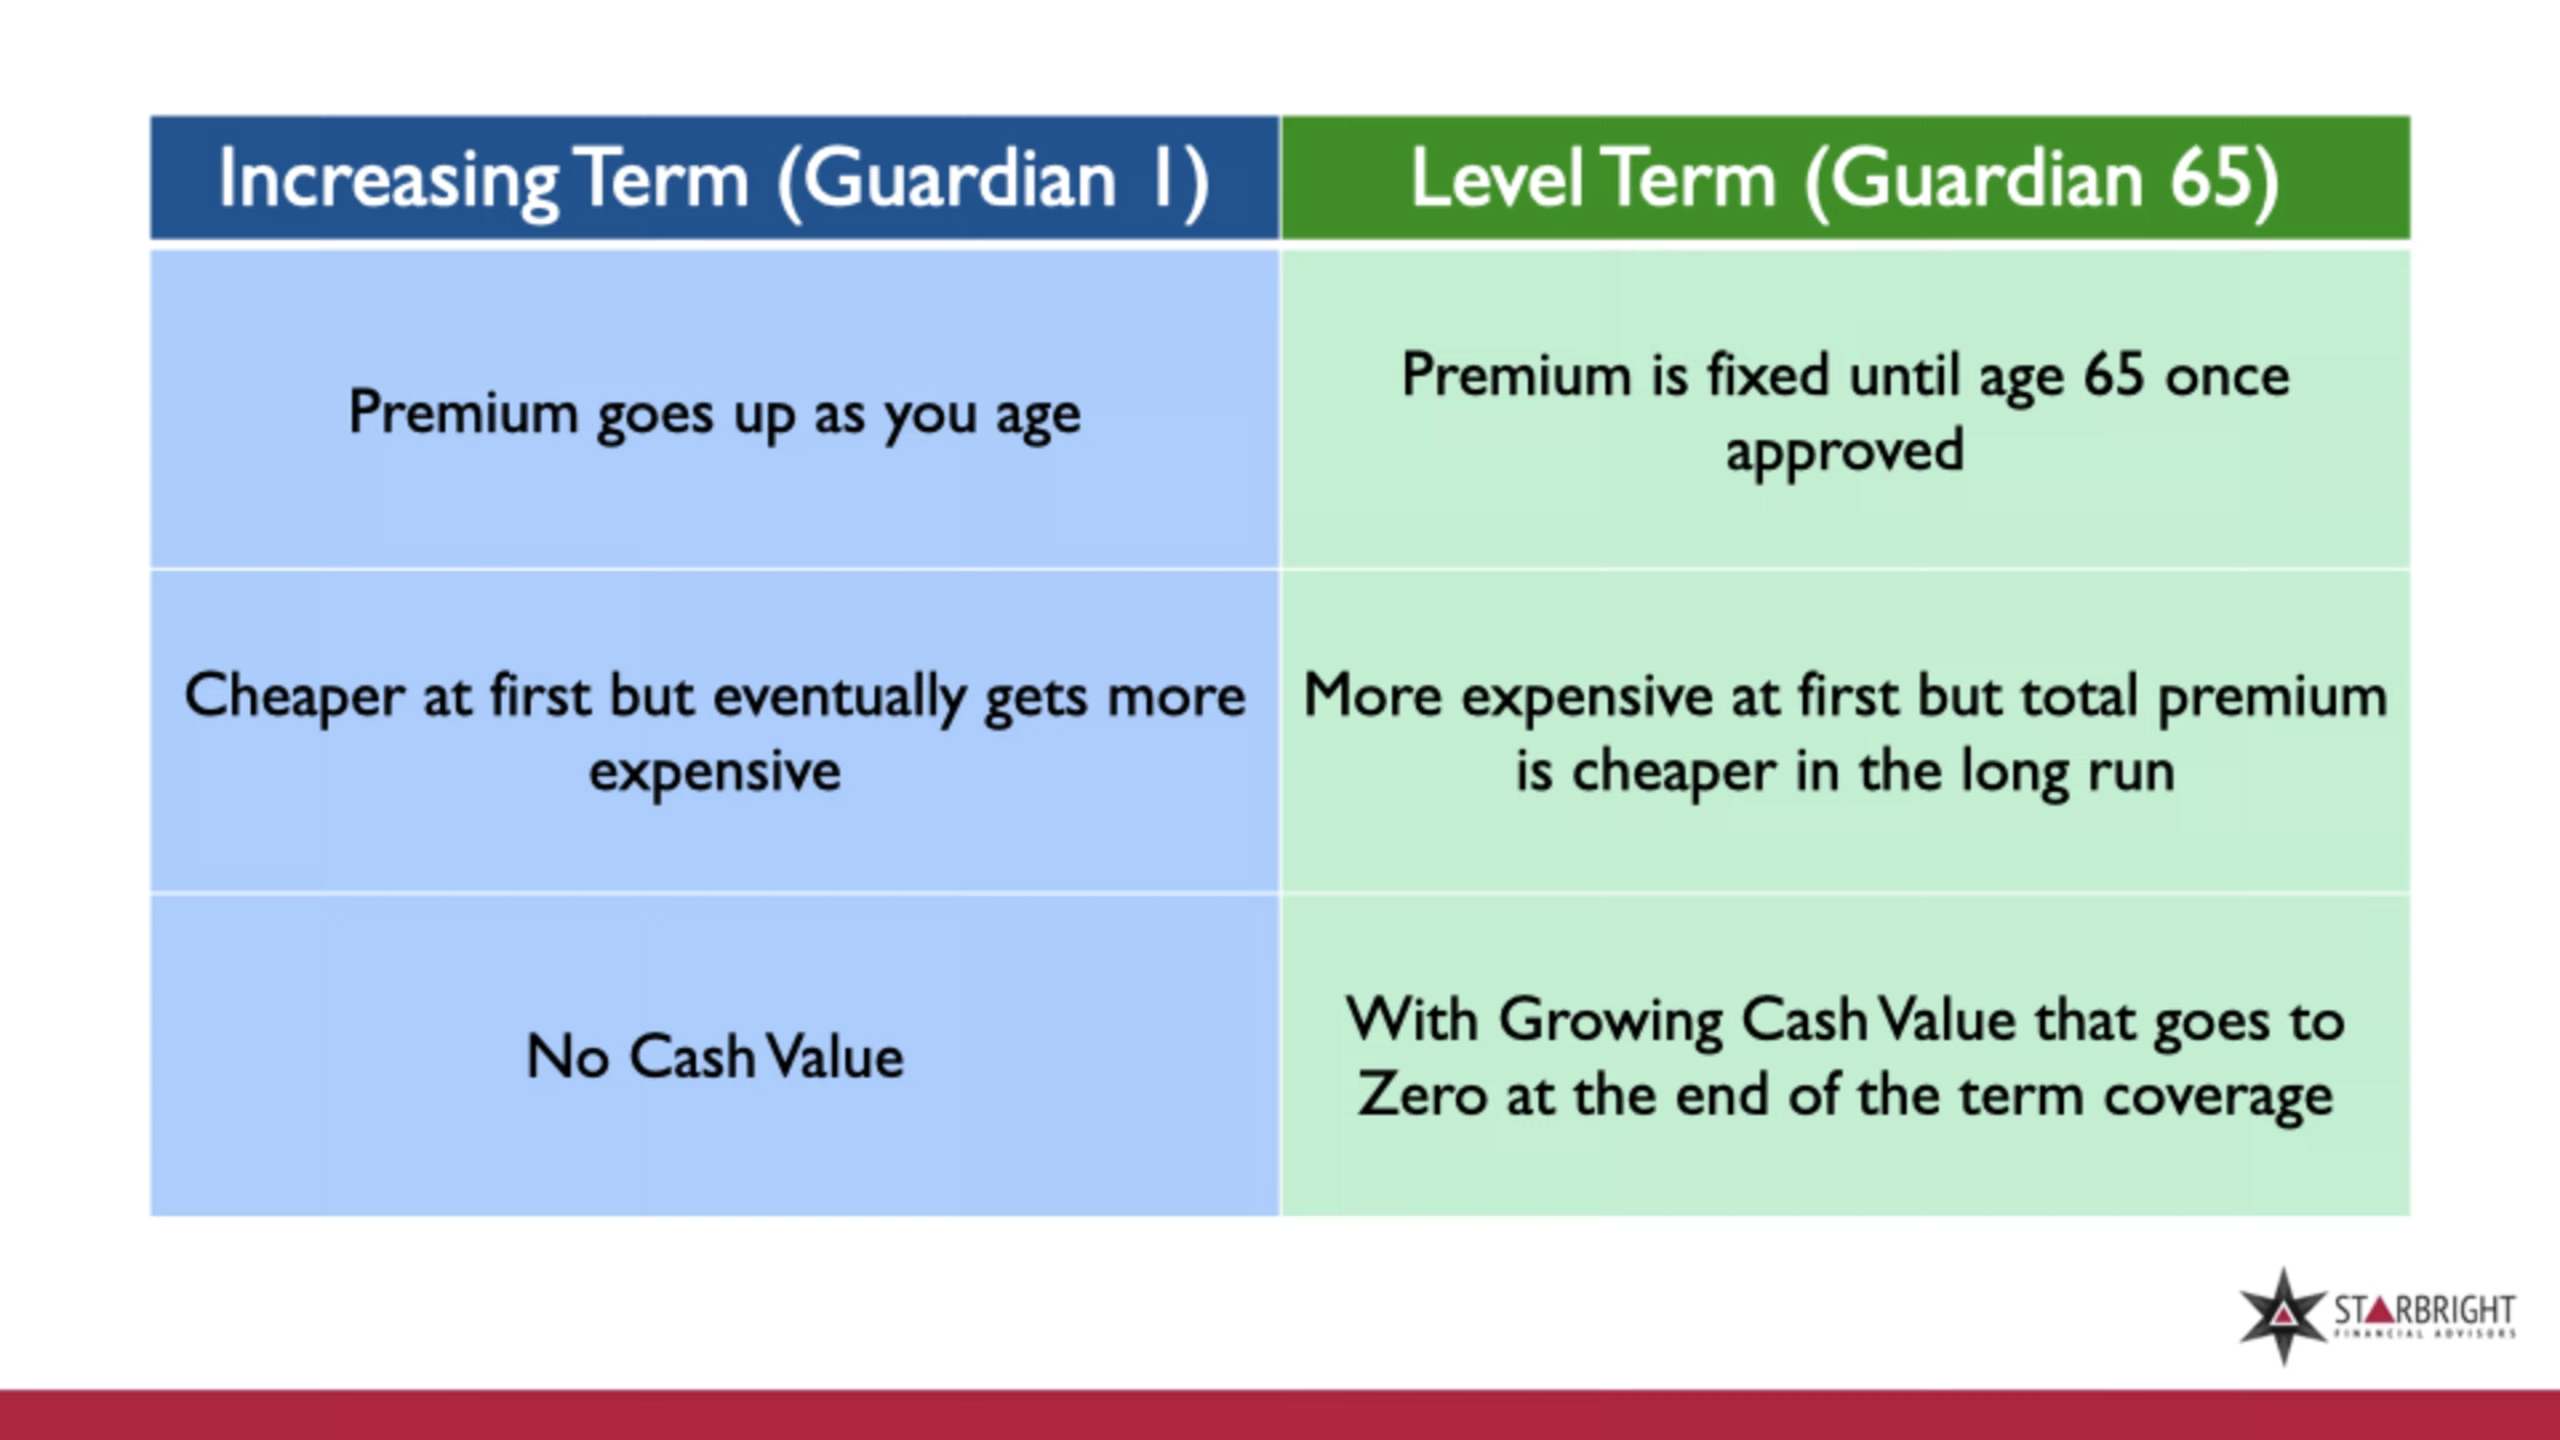 Increasing Term (Guardian 1)
Level Term (Guardian 65)
Premium goes up as you age
Premium is fixed until age 65 once
approved
Cheaper at first but eventually gets more
expensive
More expensive at first but total premium
is cheaper in the long run
No Cash Value
With Growing Cash Value that goes to
Zero at the end of the term coverage
STARBRIGHT
FINANCIAL ADVISORS